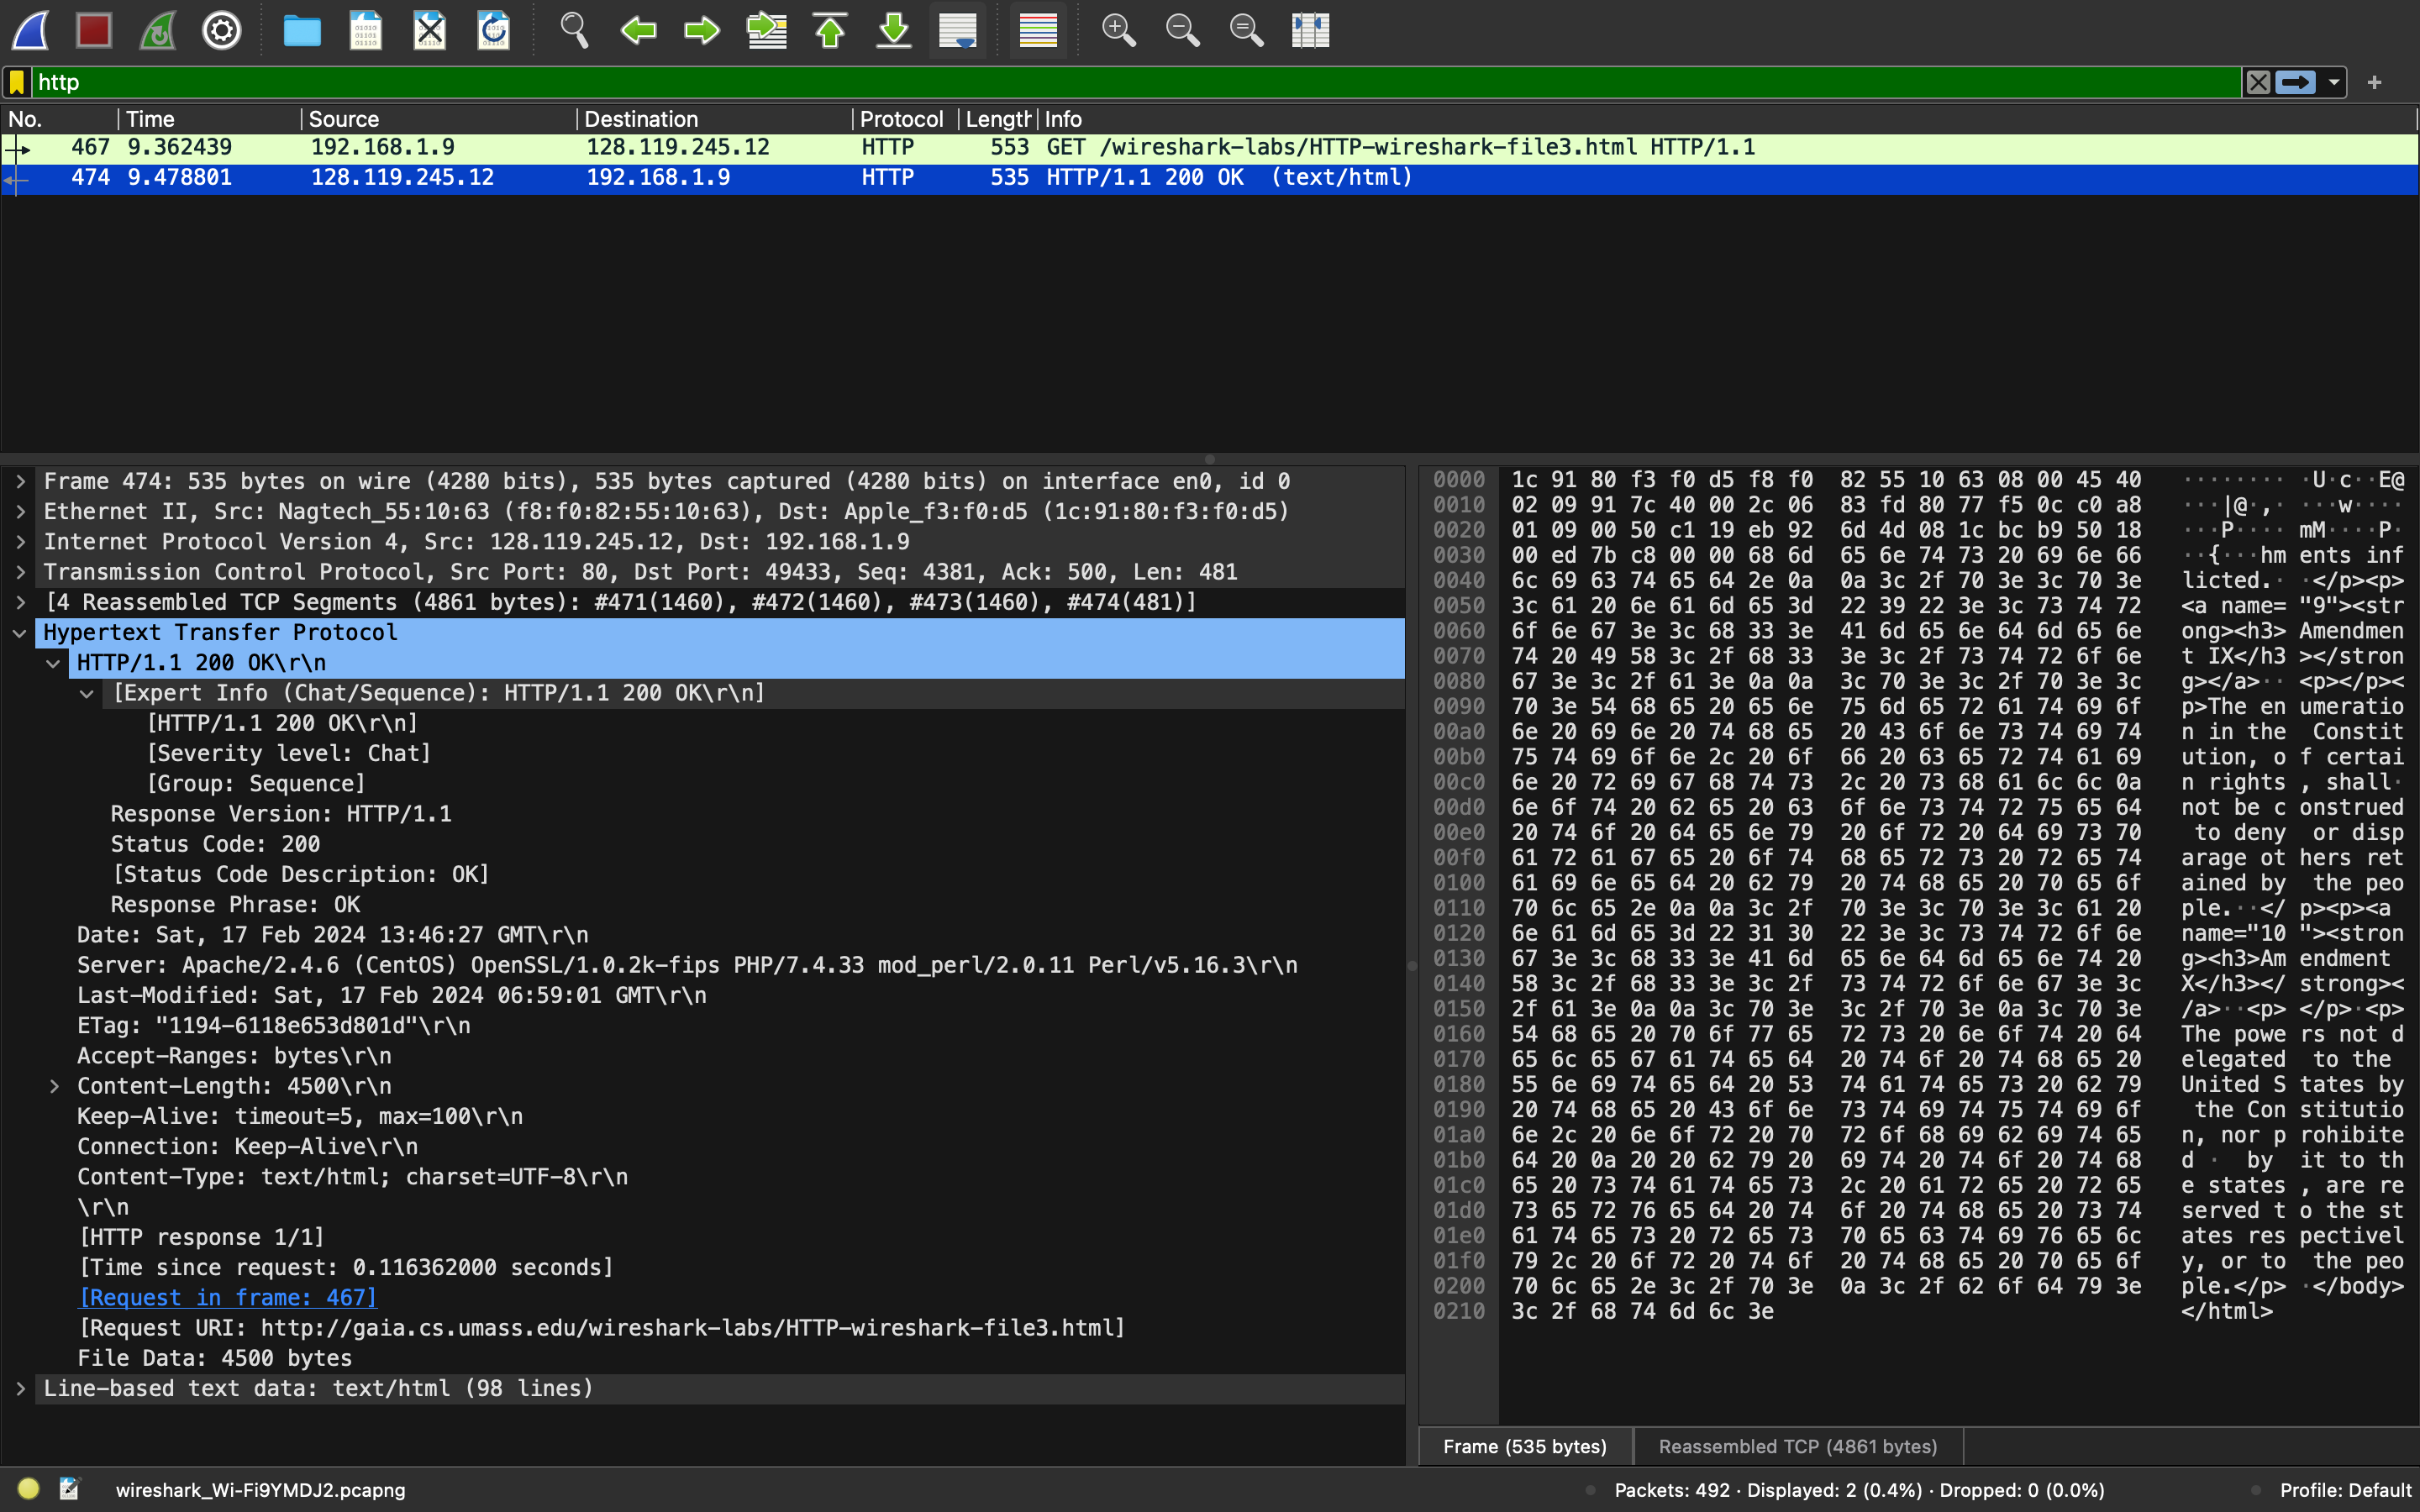 http
No. Time Source Destination Protocol Length Info
467 9.362439 192.168.1.9 128.119.245.12 HTTP 553 GET /wireshark-labs/HTTP-wireshark-file3.html HTTP/1.1
474 9.478801 128.119.245.12 192.168.1.9 HTTP 535 HTTP/1.1 200 OK  (text/html)
Frame 474: 535 bytes on wire (4280 bits), 535 bytes captured (4280 bits) on interface en0, id 0
Ethernet II, Src: Nagtech_55:10:63 (f8:f0:82:55:10:63), Dst: Apple_f3:f0:d5 (1c:91:80:f3:f0:d5)
Internet Protocol Version 4, Src: 128.119.245.12, Dst: 192.168.1.9
Transmission Control Protocol, Src Port: 80, Dst Port: 49433, Seq: 4381, Ack: 500, Len: 481
[4 Reassembled TCP Segments (4861 bytes): #471(1460), #472(1460), #473(1460), #474(481)]
Hypertext Transfer Protocol
HTTP/1.1 200 OK\r\n
[Expert Info (Chat/Sequence): HTTP/1.1 200 OK\r\n]
[HTTP/1.1 200 OK\r\n]
[Severity level: Chat]
[Group: Sequence]
Response Version: HTTP/1.1
Status Code: 200
[Status Code Description: OK]
Response Phrase: OK
Date: Sat, 17 Feb 2024 13:46:27 GMT\r\n
Server: Apache/2.4.6 (CentOS) OpenSSL/1.0.2k-fips PHP/7.4.33 mod_perl/2.0.11 Perl/v5.16.3\r\n
Last-Modified: Sat, 17 Feb 2024 06:59:01 GMT\r\n
ETag: "1194-6118e653d801d"\r\n
Accept-Ranges: bytes\r\n
Content-Length: 4500\r\n
Keep-Alive: timeout=5, max=100\r\n
Connection: Keep-Alive\r\n
Content-Type: text/html; charset=UTF-8\r\n
\r\n
[HTTP response 1/1]
[Time since request: 0.116362000 seconds]
[Request in frame: 467]
[Request URI: http://gaia.cs.umass.edu/wireshark-labs/HTTP-wireshark-file3.html]
File Data: 4500 bytes
Line-based text data: text/html (98 lines)
0000 1c 91 80 f3 f0 d5 f8 f0 82 55 10 63 08 00 45 40 ········ ·U·c··E@
0010 02 09 91 7c 40 00 2c 06 83 fd 80 77 f5 0c c0 a8 ···|@·,· ···w····
0020 01 09 00 50 c1 19 eb 92 6d 4d 08 1c bc b9 50 18 ···P···· mM····P·
0030 00 ed 7b c8 00 00 68 6d 65 6e 74 73 20 69 6e 66 ··{···hm ents inf
0040 6c 69 63 74 65 64 2e 0a 0a 3c 2f 70 3e 3c 70 3e licted.· ·</p><p>
0050 3c 61 20 6e 61 6d 65 3d 22 39 22 3e 3c 73 74 72 <a name= "9"><str
0060 6f 6e 67 3e 3c 68 33 3e 41 6d 65 6e 64 6d 65 6e ong><h3> Amendmen
0070 74 20 49 58 3c 2f 68 33 3e 3c 2f 73 74 72 6f 6e t IX</h3 ></stron
0080 67 3e 3c 2f 61 3e 0a 0a 3c 70 3e 3c 2f 70 3e 3c g></a>·· <p></p><
0090 70 3e 54 68 65 20 65 6e 75 6d 65 72 61 74 69 6f p>The en umeratio
00a0 6e 20 69 6e 20 74 68 65 20 43 6f 6e 73 74 69 74 n in the  Constit
00b0 75 74 69 6f 6e 2c 20 6f 66 20 63 65 72 74 61 69 ution, o f certai
00c0 6e 20 72 69 67 68 74 73 2c 20 73 68 61 6c 6c 0a n rights , shall·
00d0 6e 6f 74 20 62 65 20 63 6f 6e 73 74 72 75 65 64 not be c onstrued
00e0 20 74 6f 20 64 65 6e 79 20 6f 72 20 64 69 73 70  to deny  or disp
00f0 61 72 61 67 65 20 6f 74 68 65 72 73 20 72 65 74 arage ot hers ret
0100 61 69 6e 65 64 20 62 79 20 74 68 65 20 70 65 6f ained by  the peo
0110 70 6c 65 2e 0a 0a 3c 2f 70 3e 3c 70 3e 3c 61 20 ple.··</ p><p><a
0120 6e 61 6d 65 3d 22 31 30 22 3e 3c 73 74 72 6f 6e name="10 "><stron
0130 67 3e 3c 68 33 3e 41 6d 65 6e 64 6d 65 6e 74 20 g><h3>Am endment
0140 58 3c 2f 68 33 3e 3c 2f 73 74 72 6f 6e 67 3e 3c X</h3></ strong><
0150 2f 61 3e 0a 0a 3c 70 3e 3c 2f 70 3e 0a 3c 70 3e /a>··<p> </p>·<p>
0160 54 68 65 20 70 6f 77 65 72 73 20 6e 6f 74 20 64 The powe rs not d
0170 65 6c 65 67 61 74 65 64 20 74 6f 20 74 68 65 20 elegated  to the
0180 55 6e 69 74 65 64 20 53 74 61 74 65 73 20 62 79 United S tates by
0190 20 74 68 65 20 43 6f 6e 73 74 69 74 75 74 69 6f  the Con stitutio
01a0 6e 2c 20 6e 6f 72 20 70 72 6f 68 69 62 69 74 65 n, nor p rohibite
01b0 64 20 0a 20 20 62 79 20 69 74 20 74 6f 20 74 68 d ·  by  it to th
01c0 65 20 73 74 61 74 65 73 2c 20 61 72 65 20 72 65 e states , are re
01d0 73 65 72 76 65 64 20 74 6f 20 74 68 65 20 73 74 served t o the st
01e0 61 74 65 73 20 72 65 73 70 65 63 74 69 76 65 6c ates res pectivel
01f0 79 2c 20 6f 72 20 74 6f 20 74 68 65 20 70 65 6f y, or to  the peo
0200 70 6c 65 2e 3c 2f 70 3e 0a 3c 2f 62 6f 64 79 3e ple.</p> ·</body>
0210 3c 2f 68 74 6d 6c 3e </html>
Frame (535 bytes) Reassembled TCP (4861 bytes)
wireshark_Wi-Fi9YMDJ2.pcapng Packets: 492 · Displayed: 2 (0.4%) · Dropped: 0 (0.0%) Profile: Default